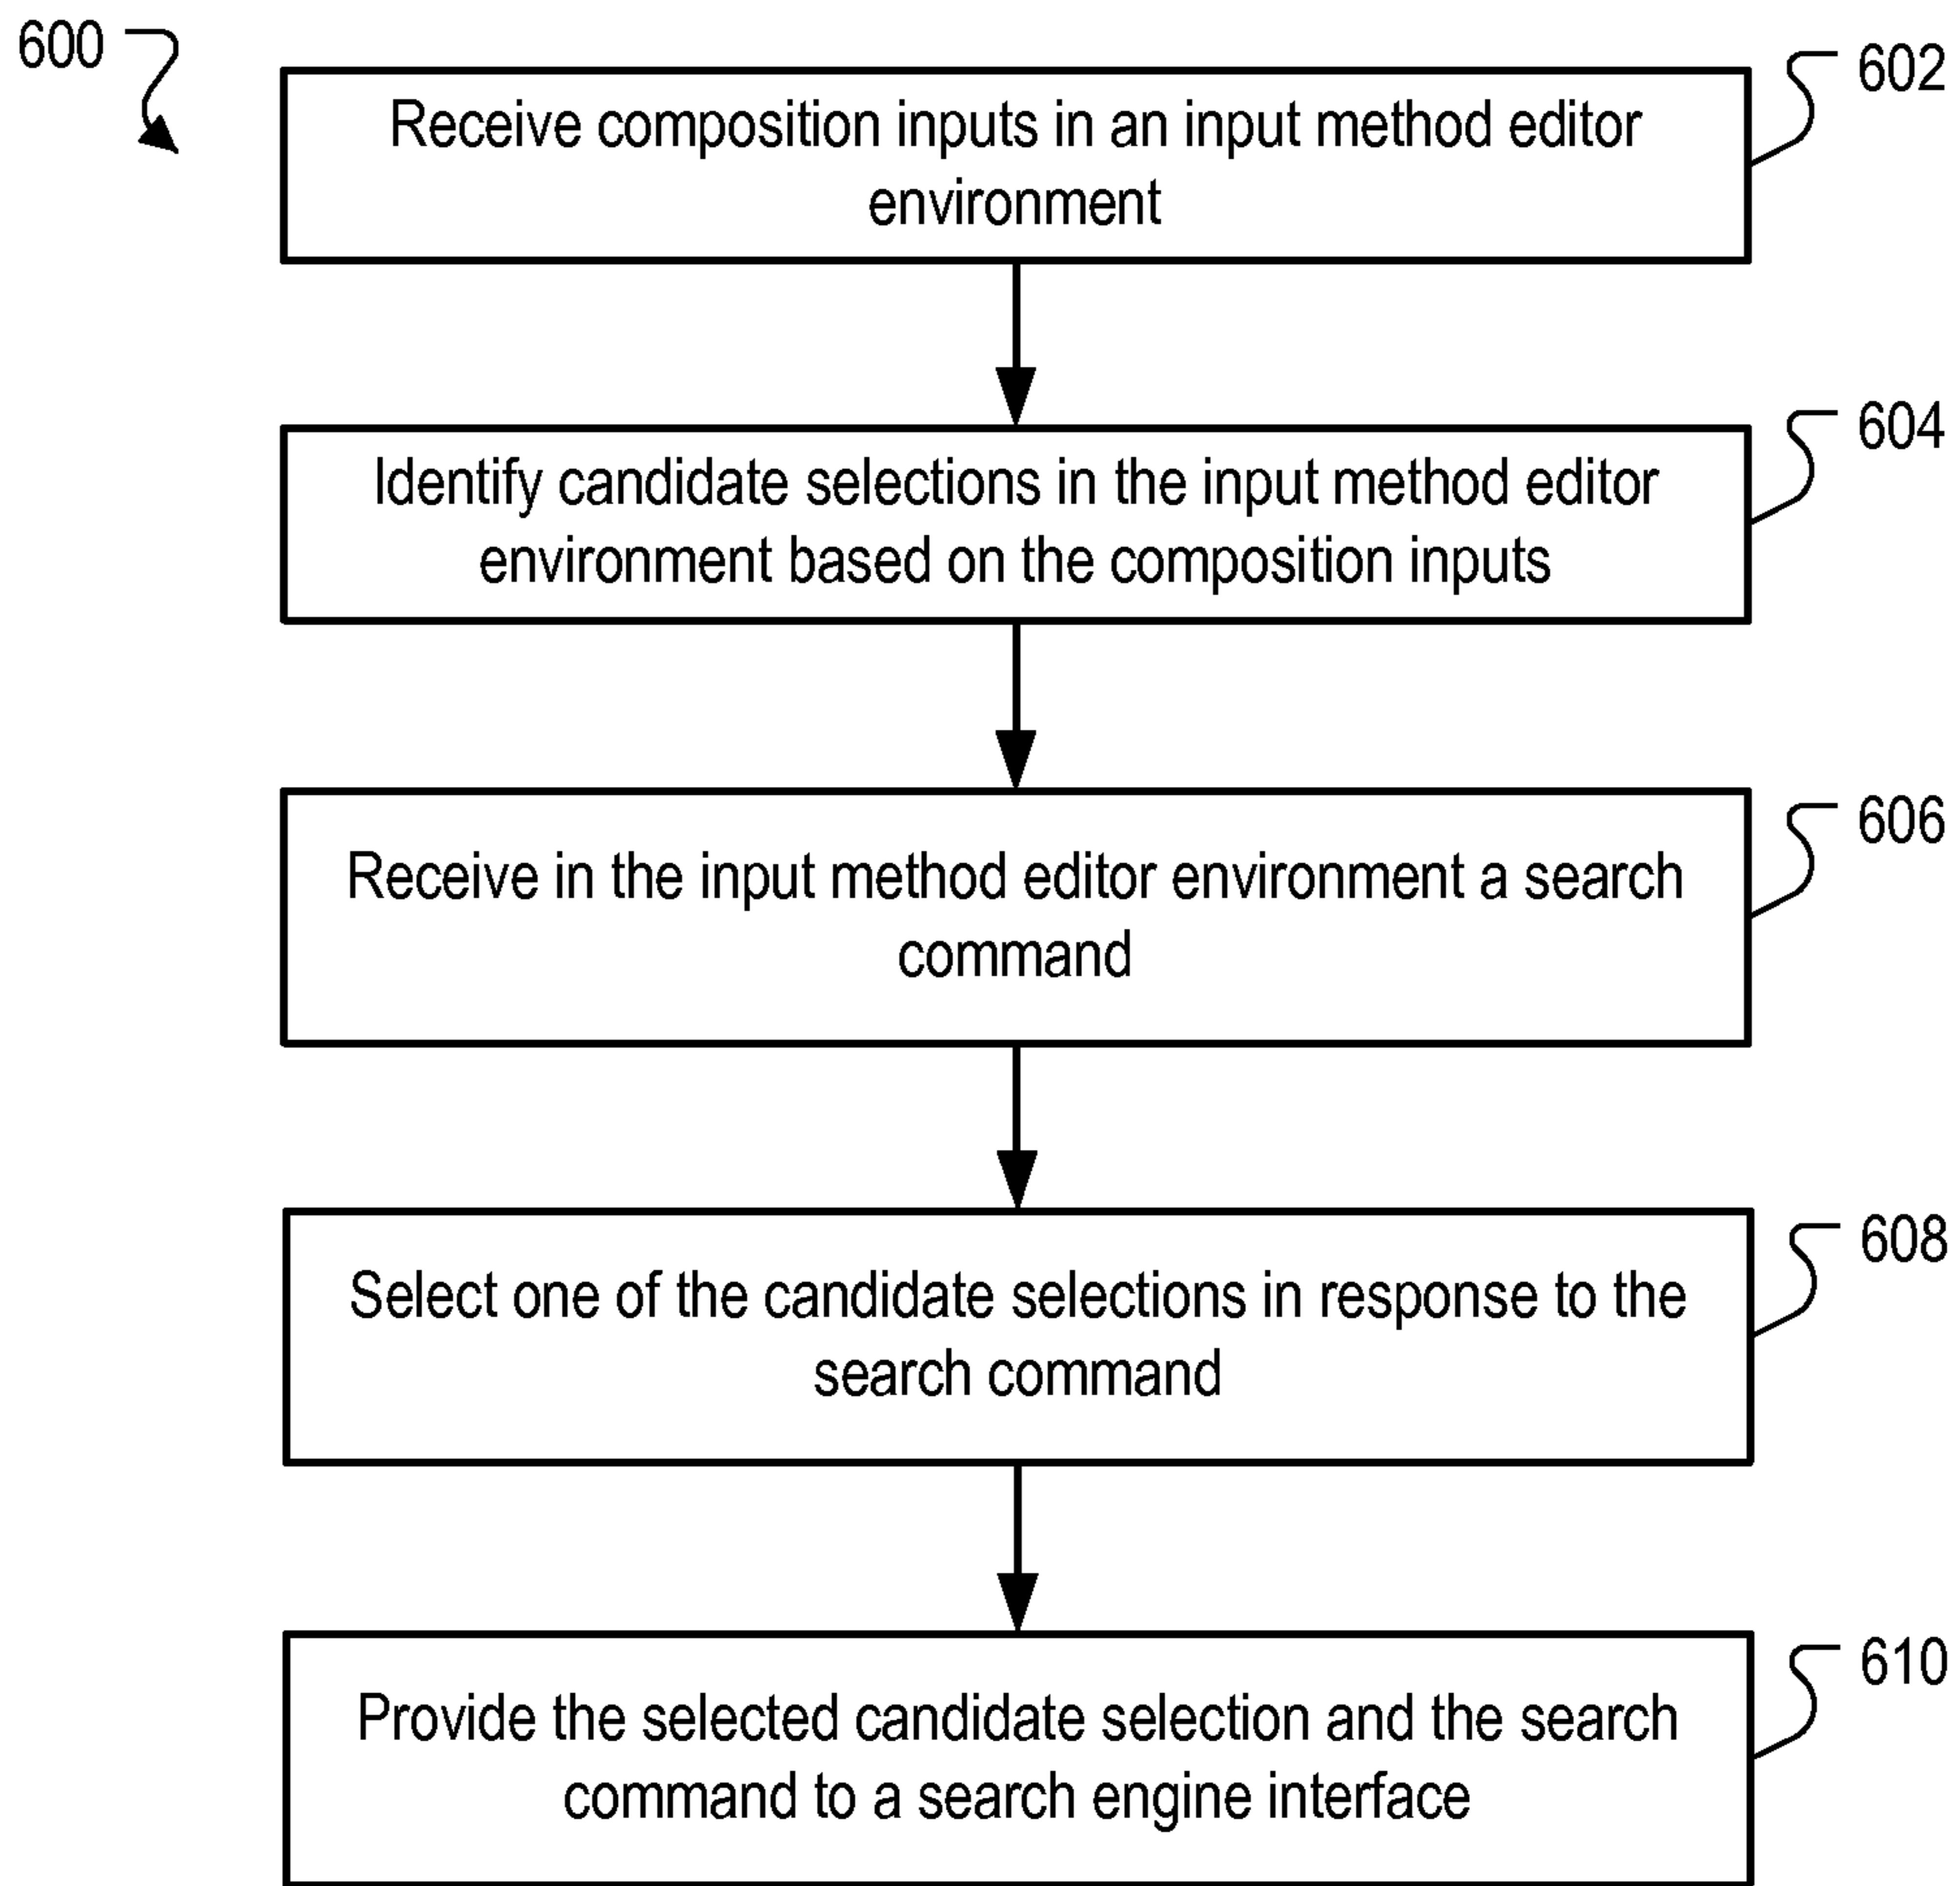 600
602
Receive composition inputs in an input method editor
environment
604
Identify candidate selections in the input method editor
environment based on the composition inputs
606
Receive in the input method editor environment a search
command
608
Select one of the candidate selections in response to the
search command
610
Provide the selected candidate selection and the search
command to a search engine interface